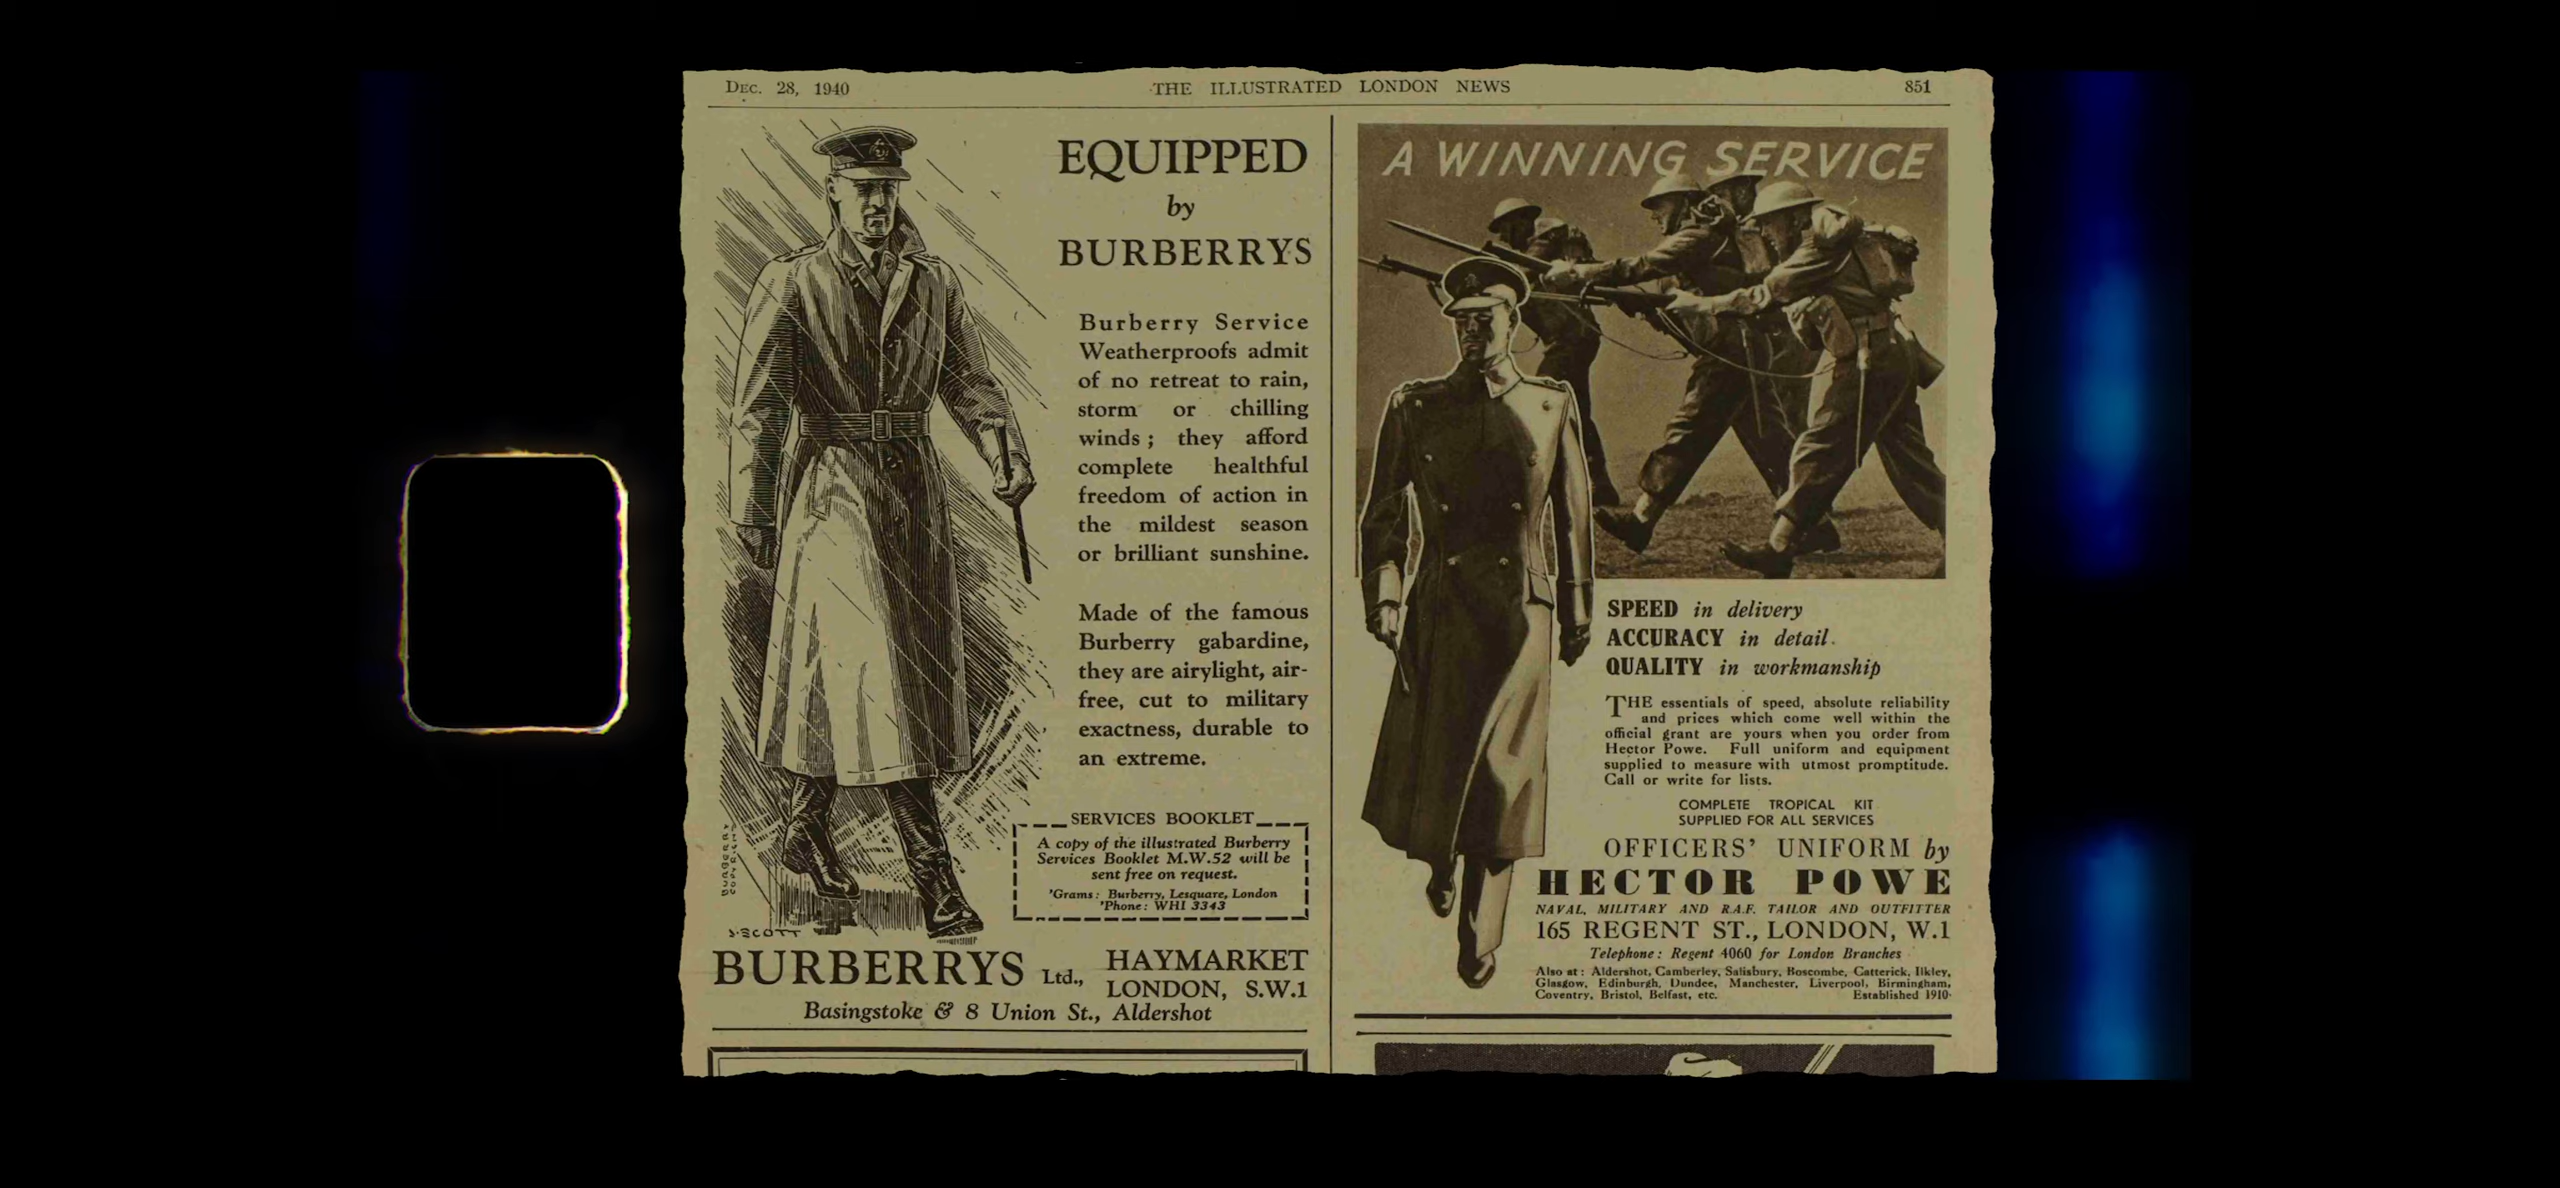 DEC. 28, 1940
THE ILLUSTRATED LONDON NEWS
851
EQUIPPED
by
BURBERRYS
Burberry Service
Weatherproofs admit
of no retreat to rain,
storm or chilling
winds ; they afford
complete healthful
freedom of action in
the mildest season
or brilliant sunshine.
Made of the famous
Burberry gabardine,
they are airylight, air-
free, cut to military
exactness, durable to
an extreme.
SERVICES BOOKLET
A copy of the illustrated Burberry
Services Booklet M.W.52 will be
sent free on request.
'Grams : Burberry, Lesquare, London
'Phone : WHI 3343
BURBERRY
COPYRIGHT
J·SCOTT
BURBERRYS Ltd.,
HAYMARKET
LONDON, S.W.1
Basingstoke & 8 Union St., Aldershot
A WINNING SERVICE
SPEED in delivery
ACCURACY in detail
QUALITY in workmanship
THE essentials of speed, absolute reliability
and prices which come well within the
official grant are yours when you order from
Hector Powe. Full uniform and equipment
supplied to measure with utmost promptitude.
Call or write for lists.
COMPLETE TROPICAL KIT
SUPPLIED FOR ALL SERVICES
OFFICERS' UNIFORM by
HECTOR POWE
NAVAL, MILITARY AND R.A.F. TAILOR AND OUTFITTER
165 REGENT ST., LONDON, W.1
Telephone : Regent 4060 for London Branches
Also at : Aldershot, Camberley, Salisbury, Boscombe, Catterick, Ilkley,
Glasgow, Edinburgh, Dundee, Manchester, Liverpool, Birmingham,
Coventry, Bristol, Belfast, etc. Established 1910